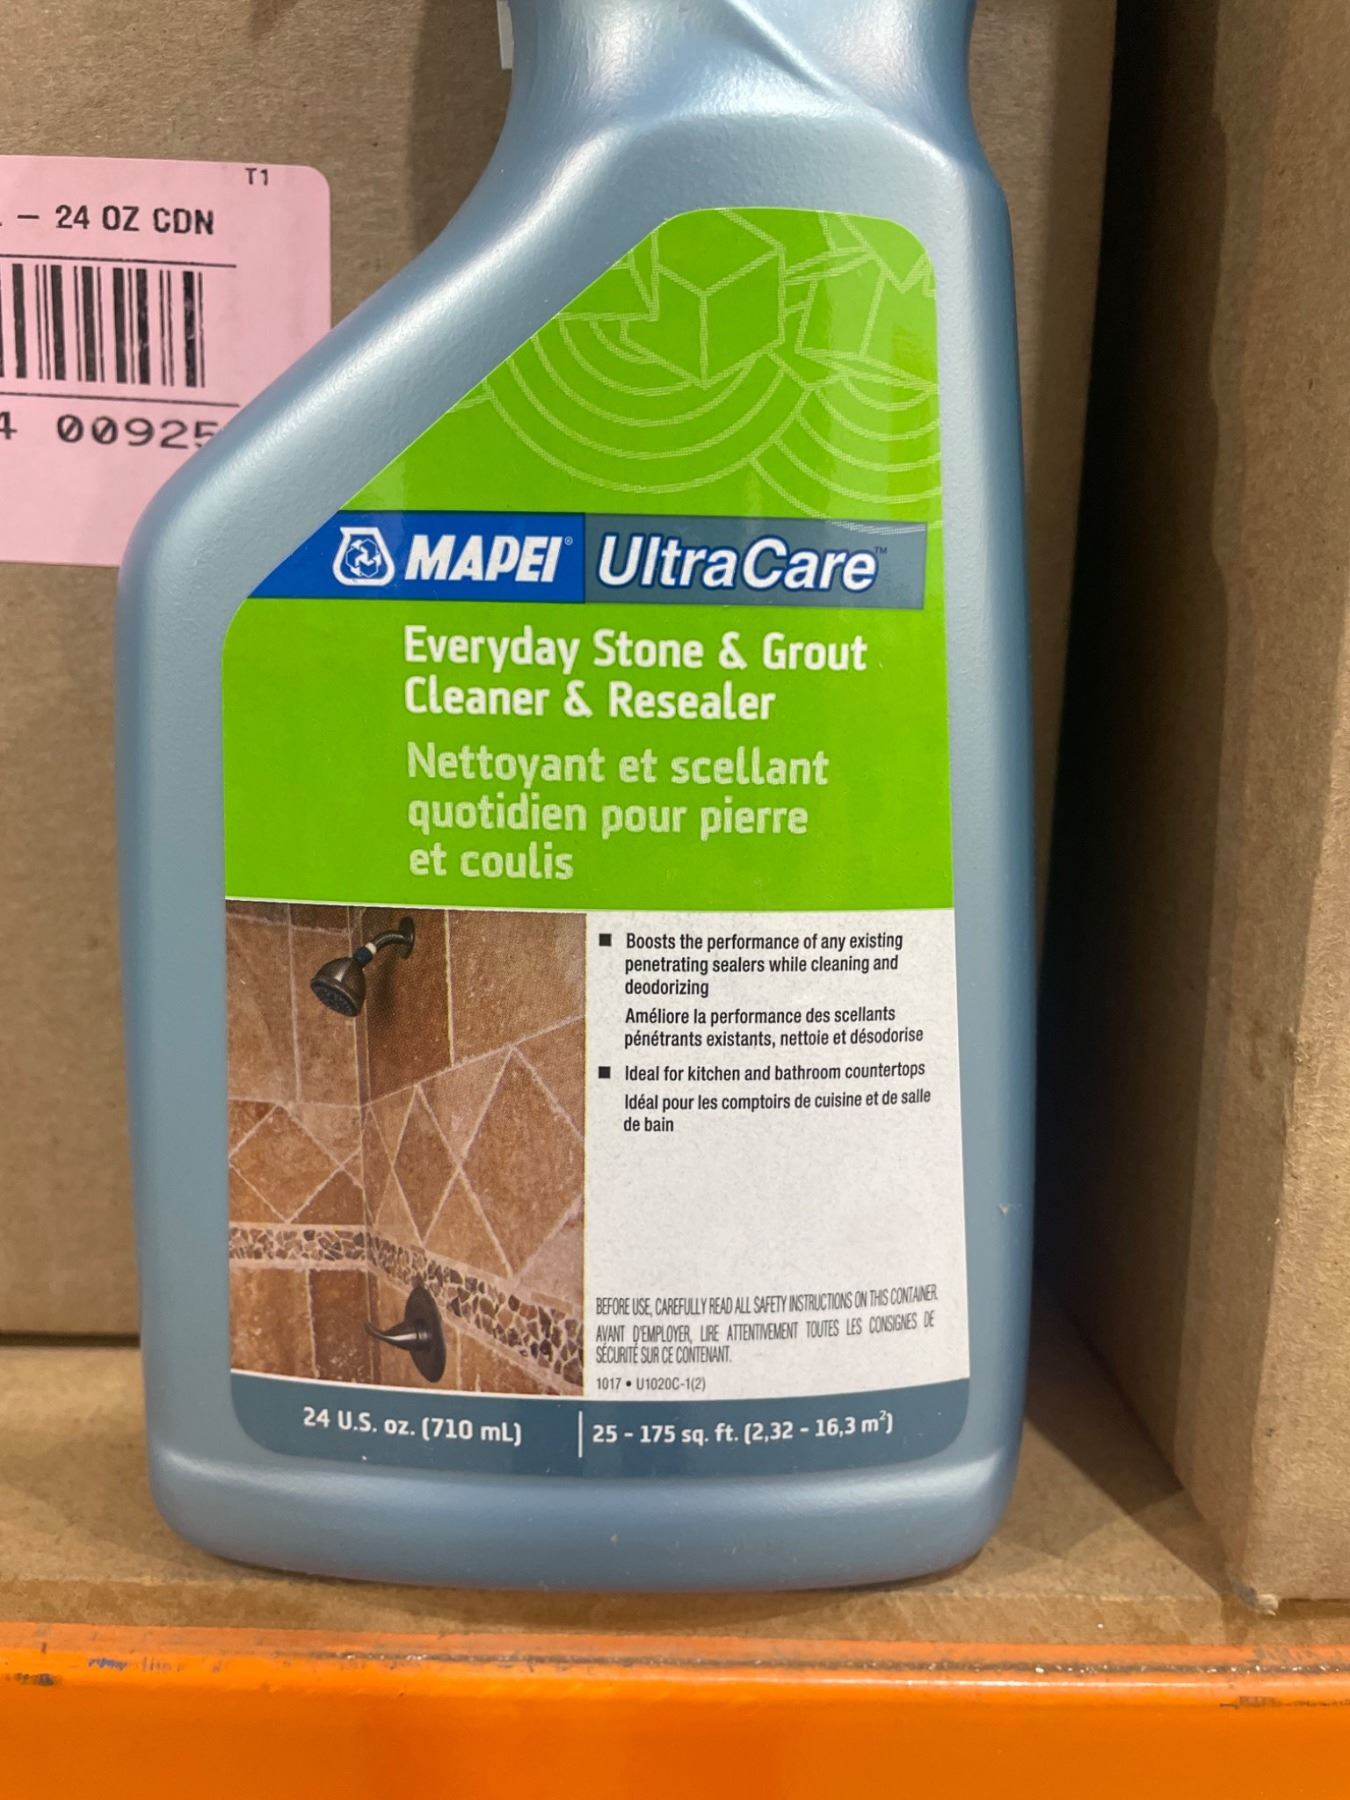 T1
– 24 OZ CDN
4 00925
MAPEI® UltraCare™
Everyday Stone & Grout
Cleaner & Resealer
Nettoyant et scellant
quotidien pour pierre
et coulis
■ Boosts the performance of any existing
penetrating sealers while cleaning and
deodorizing
Améliore la performance des scellants
pénétrants existants, nettoie et désodorise
■ Ideal for kitchen and bathroom countertops
Idéal pour les comptoirs de cuisine et de salle
de bain
BEFORE USE, CAREFULLY READ ALL SAFETY INSTRUCTIONS ON THIS CONTAINER.
AVANT D'EMPLOYER, LIRE ATTENTIVEMENT TOUTES LES CONSIGNES DE
SÉCURITÉ SUR CE CONTENANT.
1017 • U1020C-1(2)
24 U.S. oz. (710 mL) | 25 - 175 sq. ft. (2,32 - 16,3 m²)